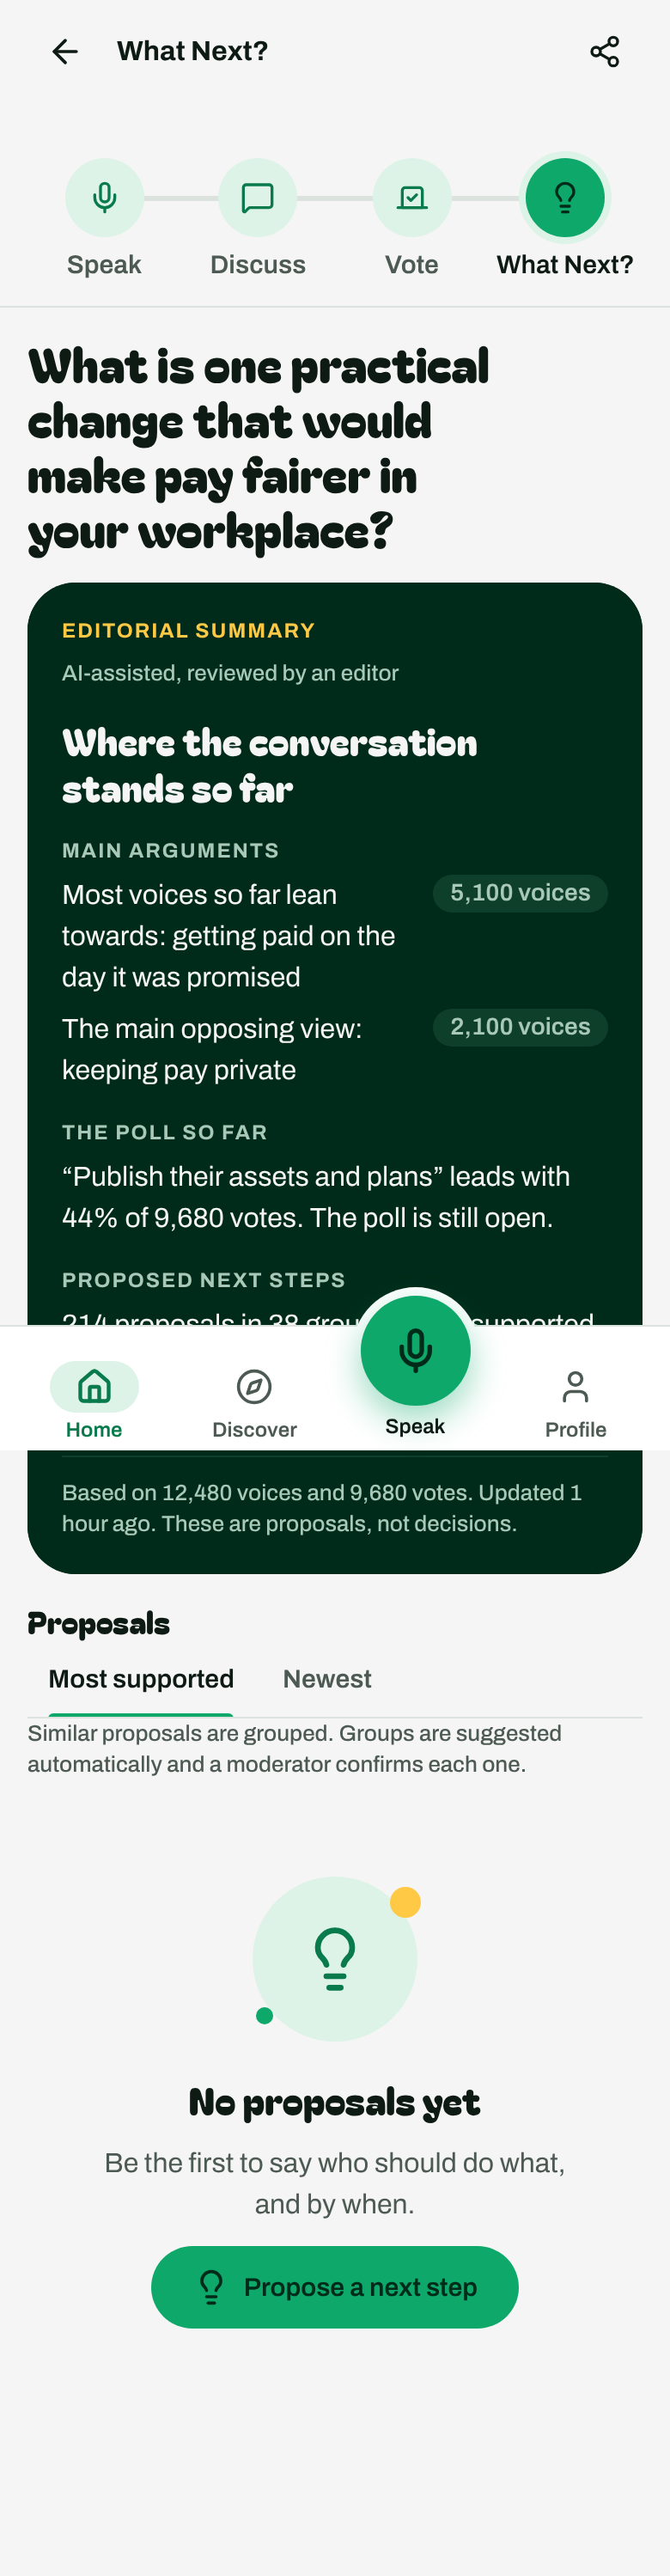 What Next?
Speak
Discuss
Vote
What Next?
What is one practical
change that would
make pay fairer in
your workplace?
EDITORIAL SUMMARY
AI-assisted, reviewed by an editor
Where the conversation
stands so far
MAIN ARGUMENTS
Most voices so far lean
towards: getting paid on the
day it was promised
5,100 voices
The main opposing view:
keeping pay private
2,100 voices
THE POLL SO FAR
“Publish their assets and plans” leads with
44% of 9,680 votes. The poll is still open.
PROPOSED NEXT STEPS
214 proposals in 38 supported
Home
Discover
Speak
Profile
Based on 12,480 voices and 9,680 votes. Updated 1
hour ago. These are proposals, not decisions.
Proposals
Most supported
Newest
Similar proposals are grouped. Groups are suggested
automatically and a moderator confirms each one.
No proposals yet
Be the first to say who should do what,
and by when.
Propose a next step